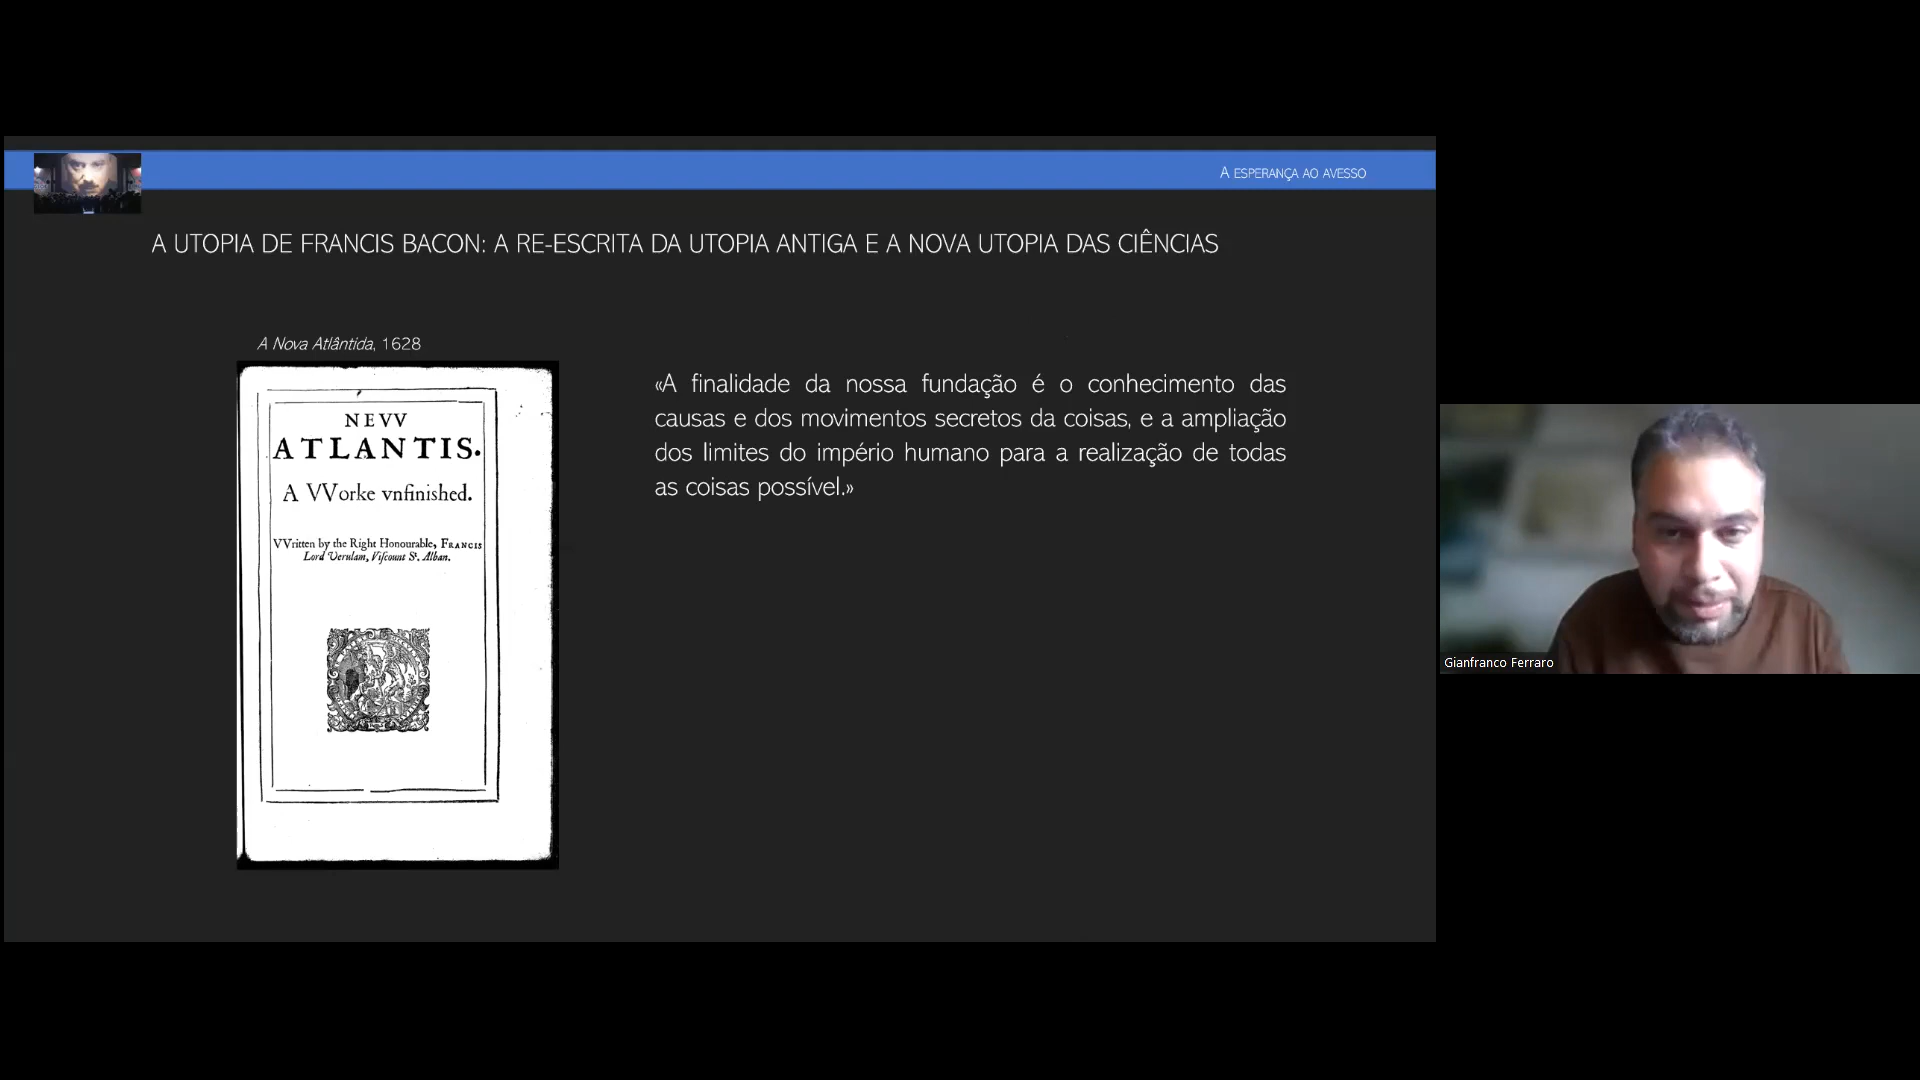 A ESPERANÇA AO AVESSO
A UTOPIA DE FRANCIS BACON: A RE-ESCRITA DA UTOPIA ANTIGA E A NOVA UTOPIA DAS CIÊNCIAS
A Nova Atlântida, 1628
NEVV
ATLANTIS.
A VVorke vnfinished.
VVritten by the Right Honourable, FRANCIS
Lord Verulam, Viſcount St. Alban.
«A finalidade da nossa fundação é o conhecimento das
causas e dos movimentos secretos da coisas, e a ampliação
dos limites do império humano para a realização de todas
as coisas possível.»
Gianfranco Ferraro